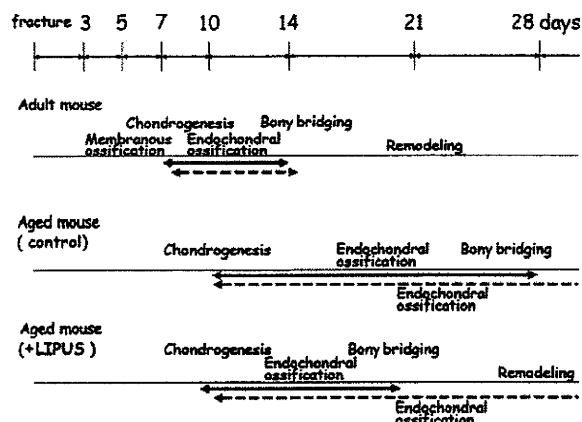 fracture 3 5 7 10 14 21 28 days
Adult mouse
Chondrogenesis Bony bridging
Membranous Endochondral
ossification ossification
Remodeling
Aged mouse
( control)
Chondrogenesis Endochondral Bony bridging
ossification
Endochondral
ossification
Aged mouse
(+LIPUS )
Chondrogenesis Bony bridging
Endochondral
ossification
Remodeling
Endochondral
ossification